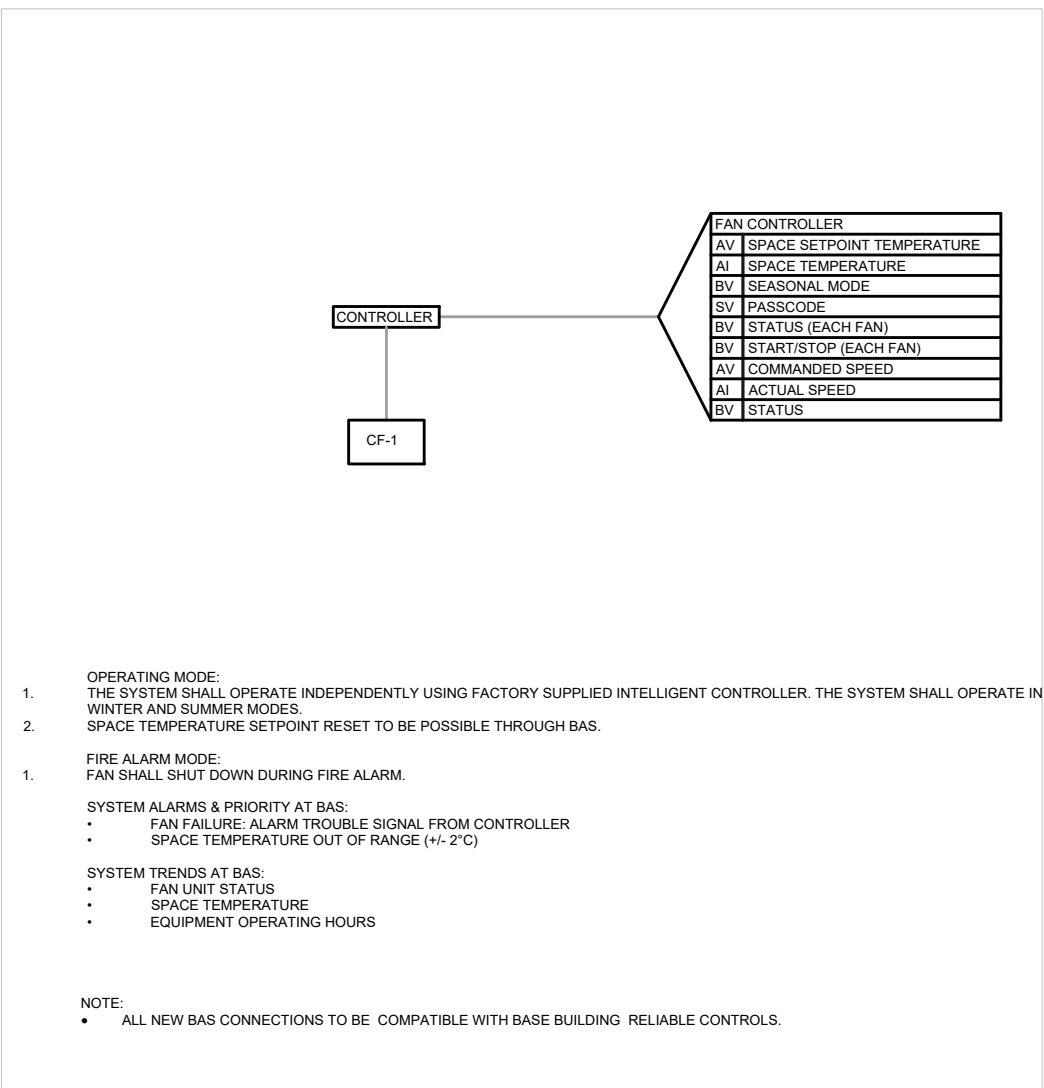 FAN CONTROLLER
AV SPACE SETPOINT TEMPERATURE
AI SPACE TEMPERATURE
BV SEASONAL MODE
SV PASSCODE
BV STATUS (EACH FAN)
BV START/STOP (EACH FAN)
AV COMMANDED SPEED
AI ACTUAL SPEED
BV STATUS
CONTROLLER
CF-1
OPERATING MODE:
1. THE SYSTEM SHALL OPERATE INDEPENDENTLY USING FACTORY SUPPLIED INTELLIGENT CONTROLLER. THE SYSTEM SHALL OPERATE IN
WINTER AND SUMMER MODES.
2. SPACE TEMPERATURE SETPOINT RESET TO BE POSSIBLE THROUGH BAS.
FIRE ALARM MODE:
1. FAN SHALL SHUT DOWN DURING FIRE ALARM.
SYSTEM ALARMS & PRIORITY AT BAS:
• FAN FAILURE: ALARM TROUBLE SIGNAL FROM CONTROLLER
• SPACE TEMPERATURE OUT OF RANGE (+/- 2°C)
SYSTEM TRENDS AT BAS:
• FAN UNIT STATUS
• SPACE TEMPERATURE
• EQUIPMENT OPERATING HOURS
NOTE:
• ALL NEW BAS CONNECTIONS TO BE COMPATIBLE WITH BASE BUILDING RELIABLE CONTROLS.